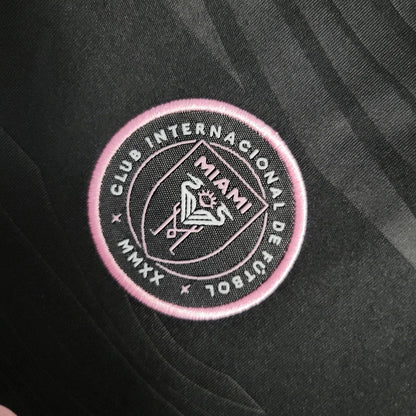 CLUB INTERNACIONAL DE FÚTBOL
MIAMI
MMXX